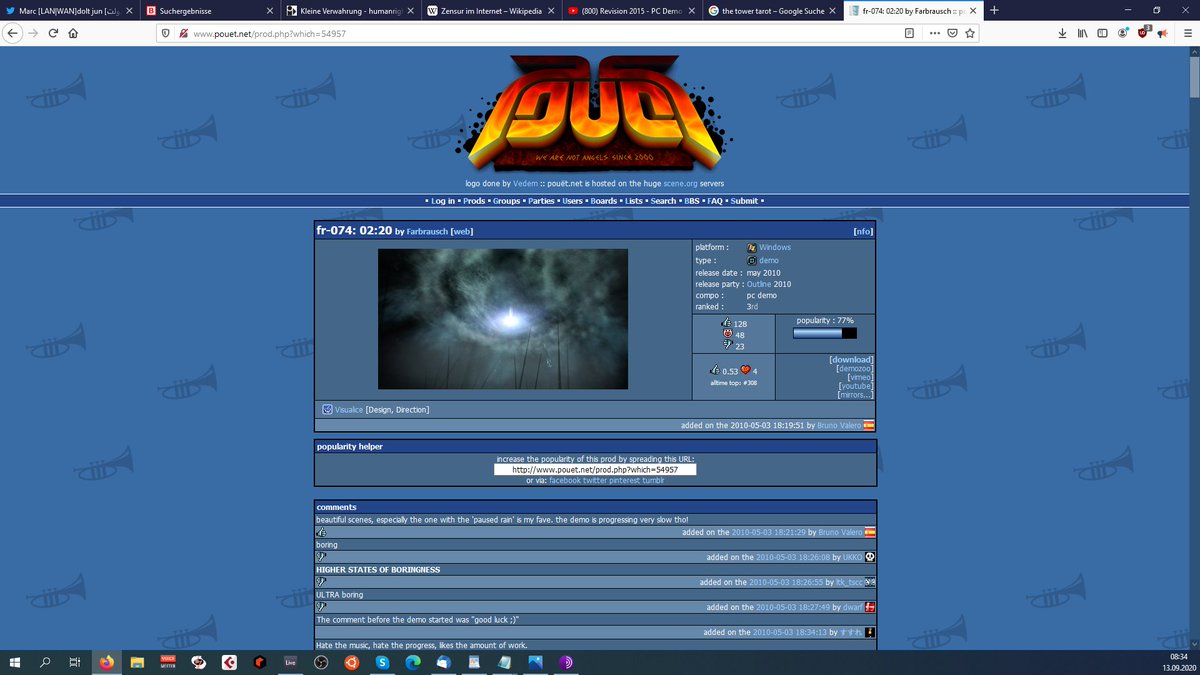 Marc [LAN|WAN]dolt jun
Suchergebnisse
Kleine Verwahrung - humanrigh
Zensur im Internet – Wikipedia
(800) Revision 2015 - PC Demo
the tower tarot – Google Suche
fr-074: 02:20 by Farbrausch :: p
www.pouet.net/prod.php?which=54957
WE ARE NOT ANGELS SINCE 2000
logo done by Vedem :: pouët.net is hosted on the huge scene.org servers
▪ Log in ▪ Prods ▪ Groups ▪ Parties ▪ Users ▪ Boards ▪ Lists ▪ Search ▪ BBS ▪ FAQ ▪ Submit ▪
fr-074: 02:20 by Farbrausch [web] [nfo]
platform : Windows
type : demo
release date : may 2010
release party : Outline 2010
compo : pc demo
ranked : 3rd
128
48
23
popularity : 77%
0.53 4
alltime top: #308
[download]
[demozoo]
[vimeo]
[youtube]
[mirrors...]
Visualice [Design, Direction]
added on the 2010-05-03 18:19:51 by Bruno Valero
popularity helper
increase the popularity of this prod by spreading this URL:
http://www.pouet.net/prod.php?which=54957
or via: facebook twitter pinterest tumblr
comments
beautiful scenes, especially the one with the 'paused rain' is my fave. the demo is progressing very slow tho!
added on the 2010-05-03 18:21:29 by Bruno Valero
boring
added on the 2010-05-03 18:26:08 by UKKO
HIGHER STATES OF BORINGNESS
added on the 2010-05-03 18:26:55 by ltk_tscc
ULTRA boring
added on the 2010-05-03 18:27:49 by dwarf
The comment before the demo started was "good luck ;)"
added on the 2010-05-03 18:34:13 by すすれ
Hate the music, hate the progress, likes the amount of work.
Live
08:34
13.09.2020